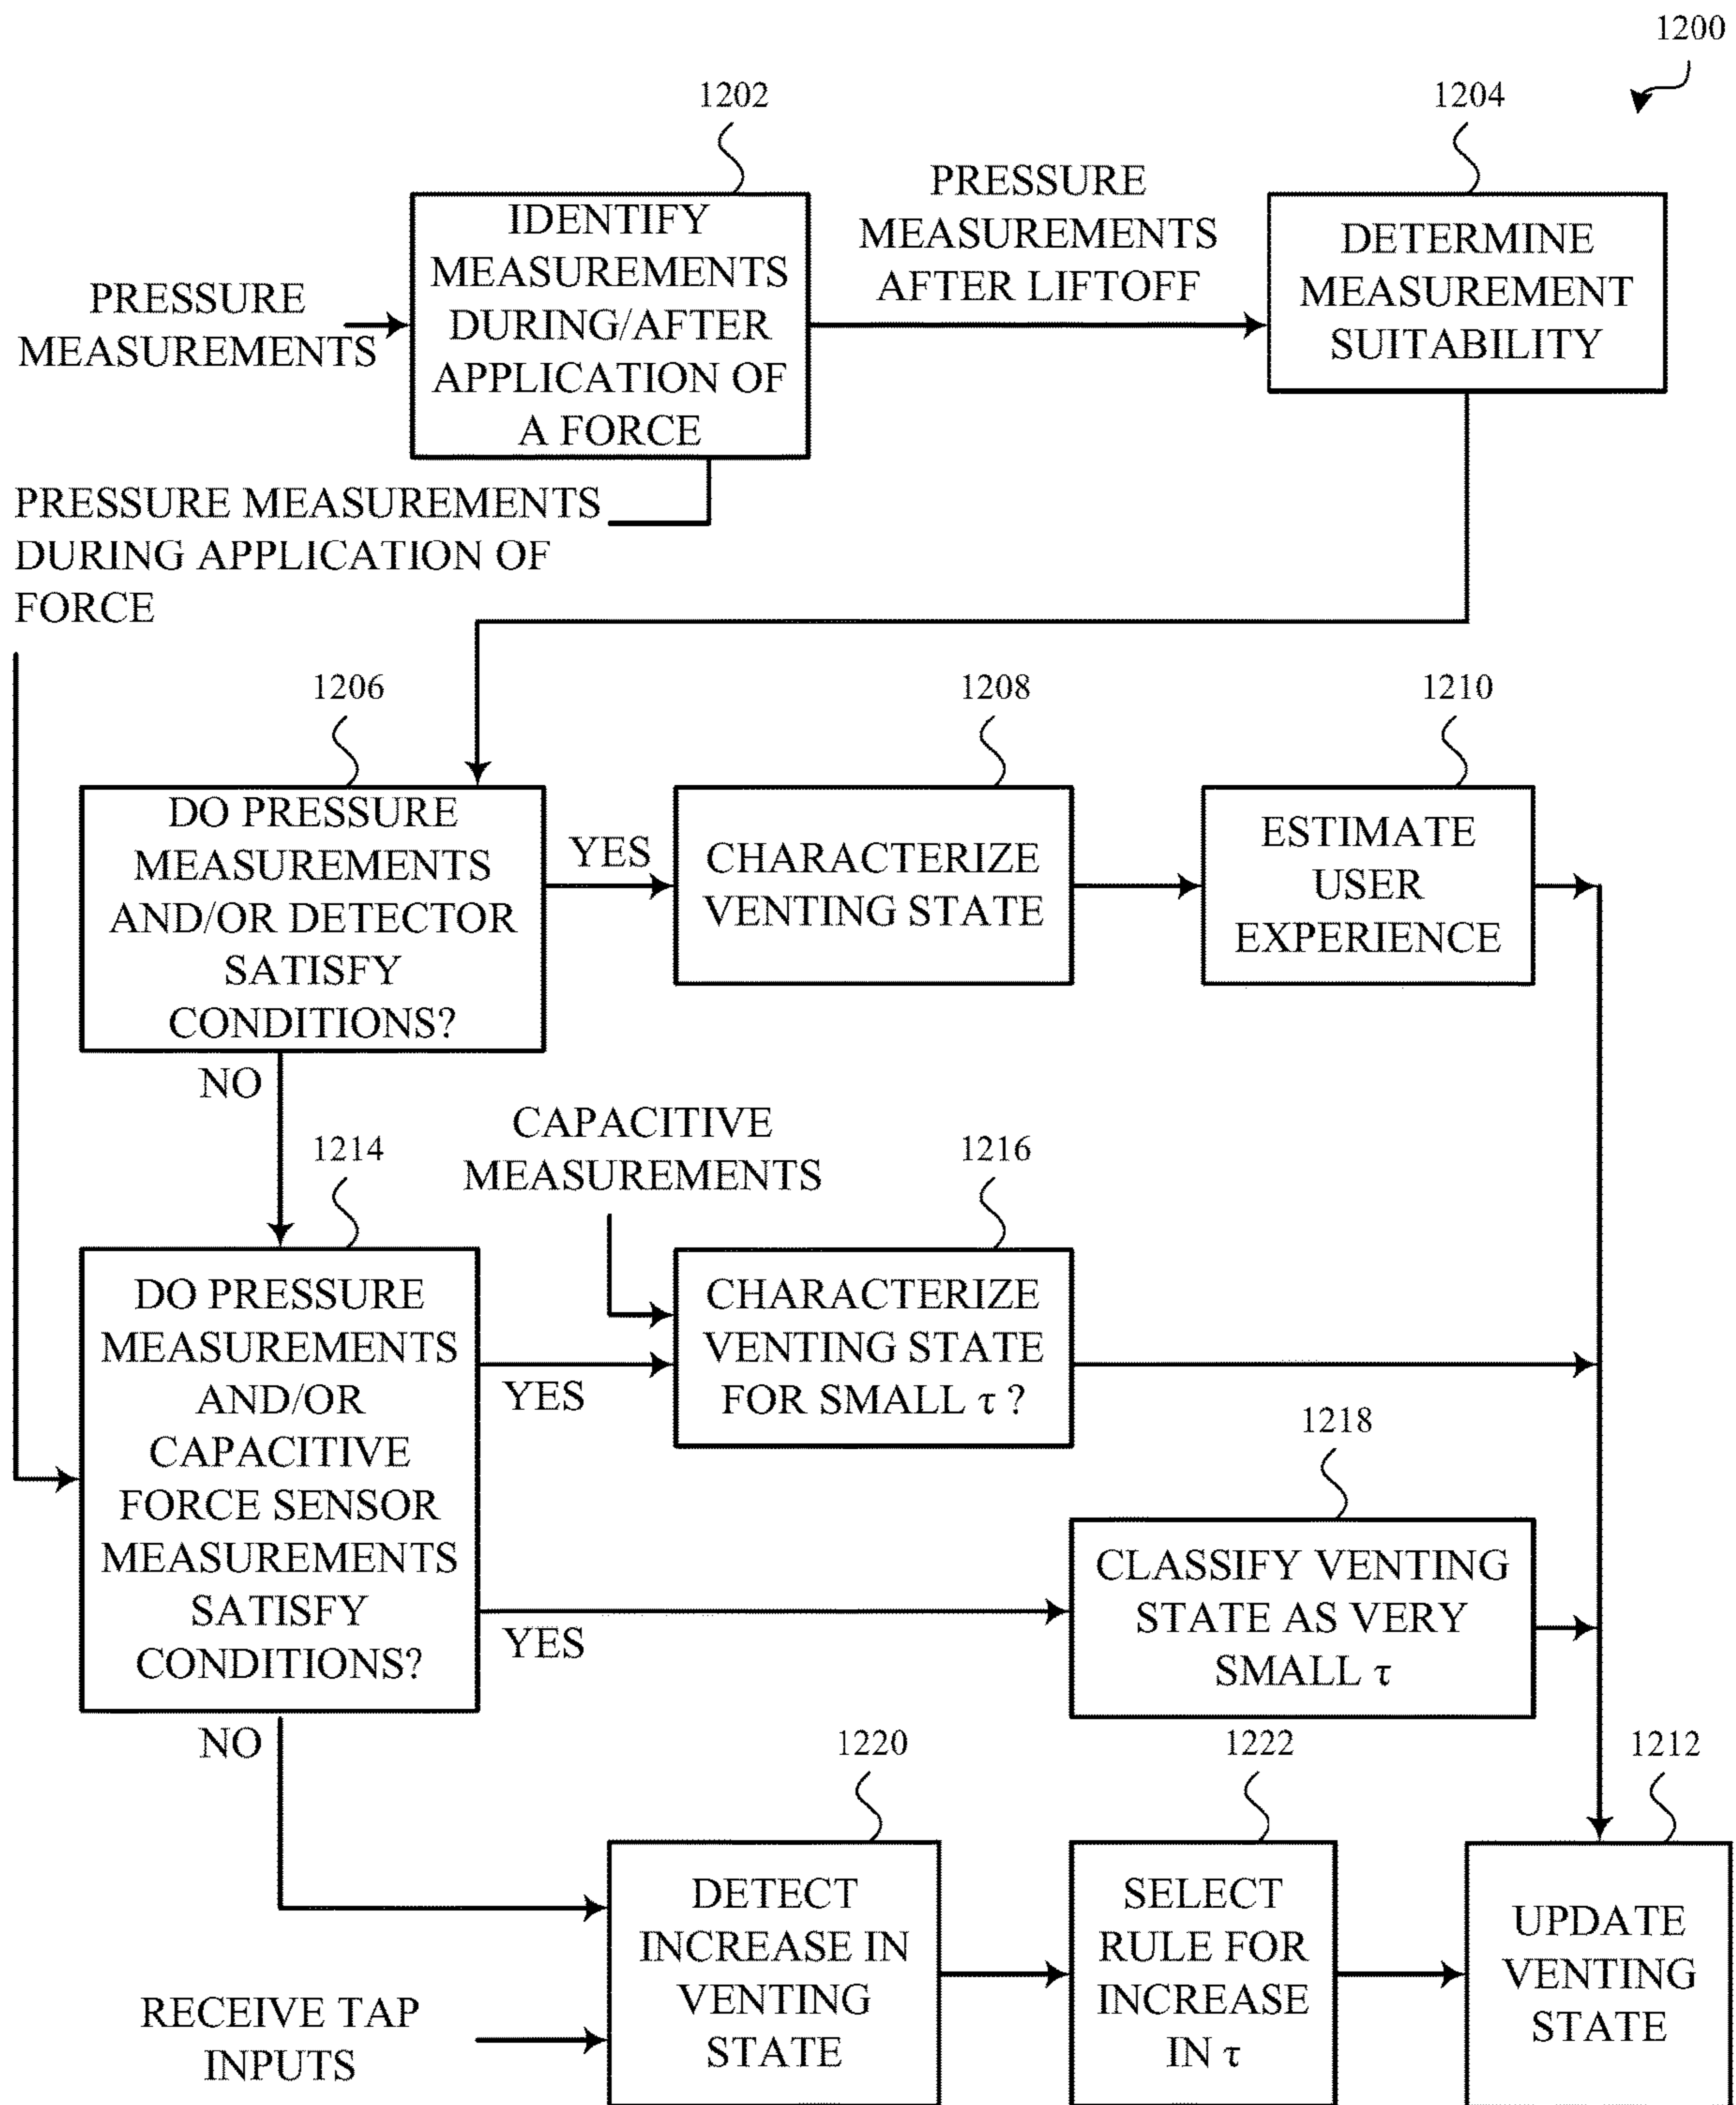 1200
1202
1204
IDENTIFY
MEASUREMENTS
DURING/AFTER
APPLICATION OF
A FORCE
PRESSURE
MEASUREMENTS
AFTER LIFTOFF
DETERMINE
MEASUREMENT
SUITABILITY
PRESSURE
MEASUREMENTS
PRESSURE MEASUREMENTS
DURING APPLICATION OF
FORCE
1206
1208
1210
DO PRESSURE
MEASUREMENTS
AND/OR DETECTOR
SATISFY
CONDITIONS?
YES
CHARACTERIZE
VENTING STATE
ESTIMATE
USER
EXPERIENCE
NO
CAPACITIVE
MEASUREMENTS
1214
1216
DO PRESSURE
MEASUREMENTS
AND/OR
CAPACITIVE
FORCE SENSOR
MEASUREMENTS
SATISFY
CONDITIONS?
YES
CHARACTERIZE
VENTING STATE
FOR SMALL τ ?
1218
YES
CLASSIFY VENTING
STATE AS VERY
SMALL τ
NO
1220
1222
1212
DETECT
INCREASE IN
VENTING
STATE
SELECT
RULE FOR
INCREASE
IN τ
UPDATE
VENTING
STATE
RECEIVE TAP
INPUTS